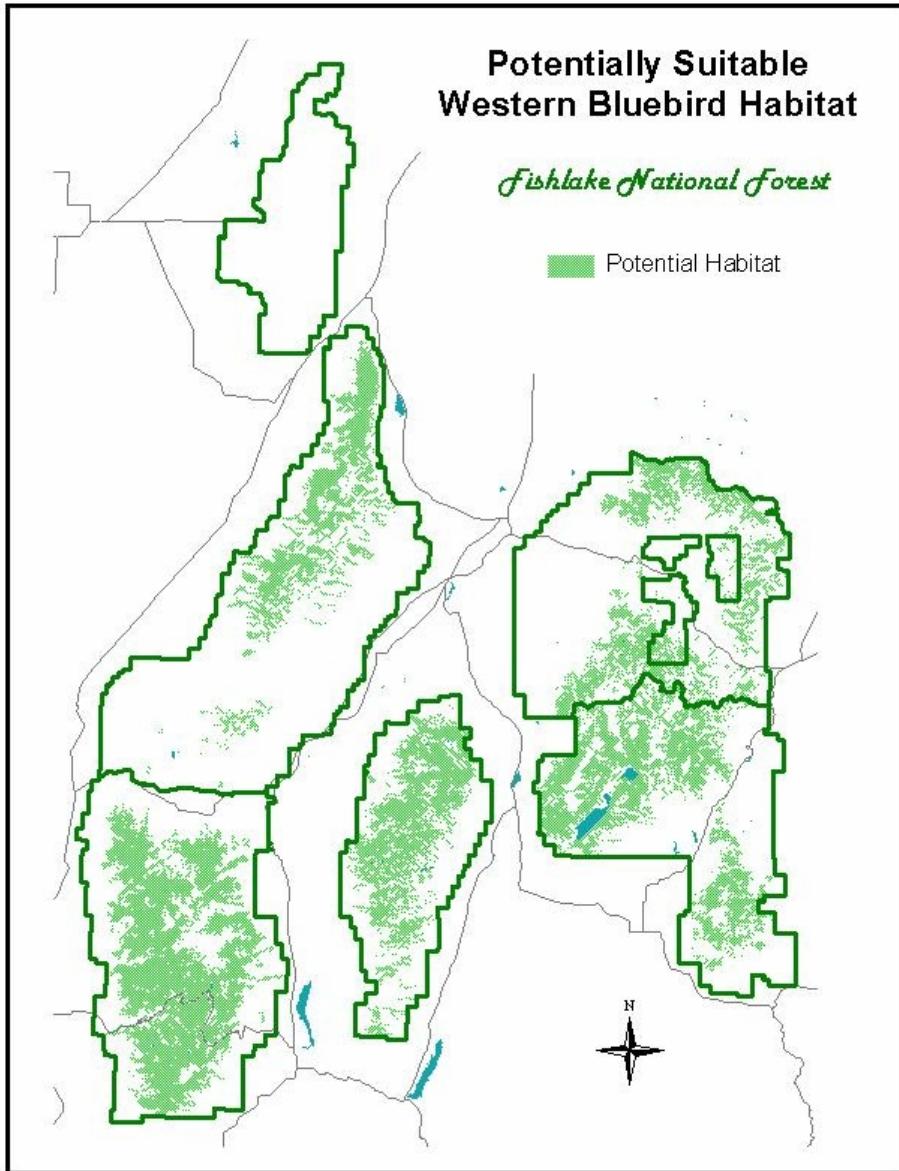 Potentially Suitable
Western Bluebird Habitat
Fishlake National Forest
Potential Habitat
N